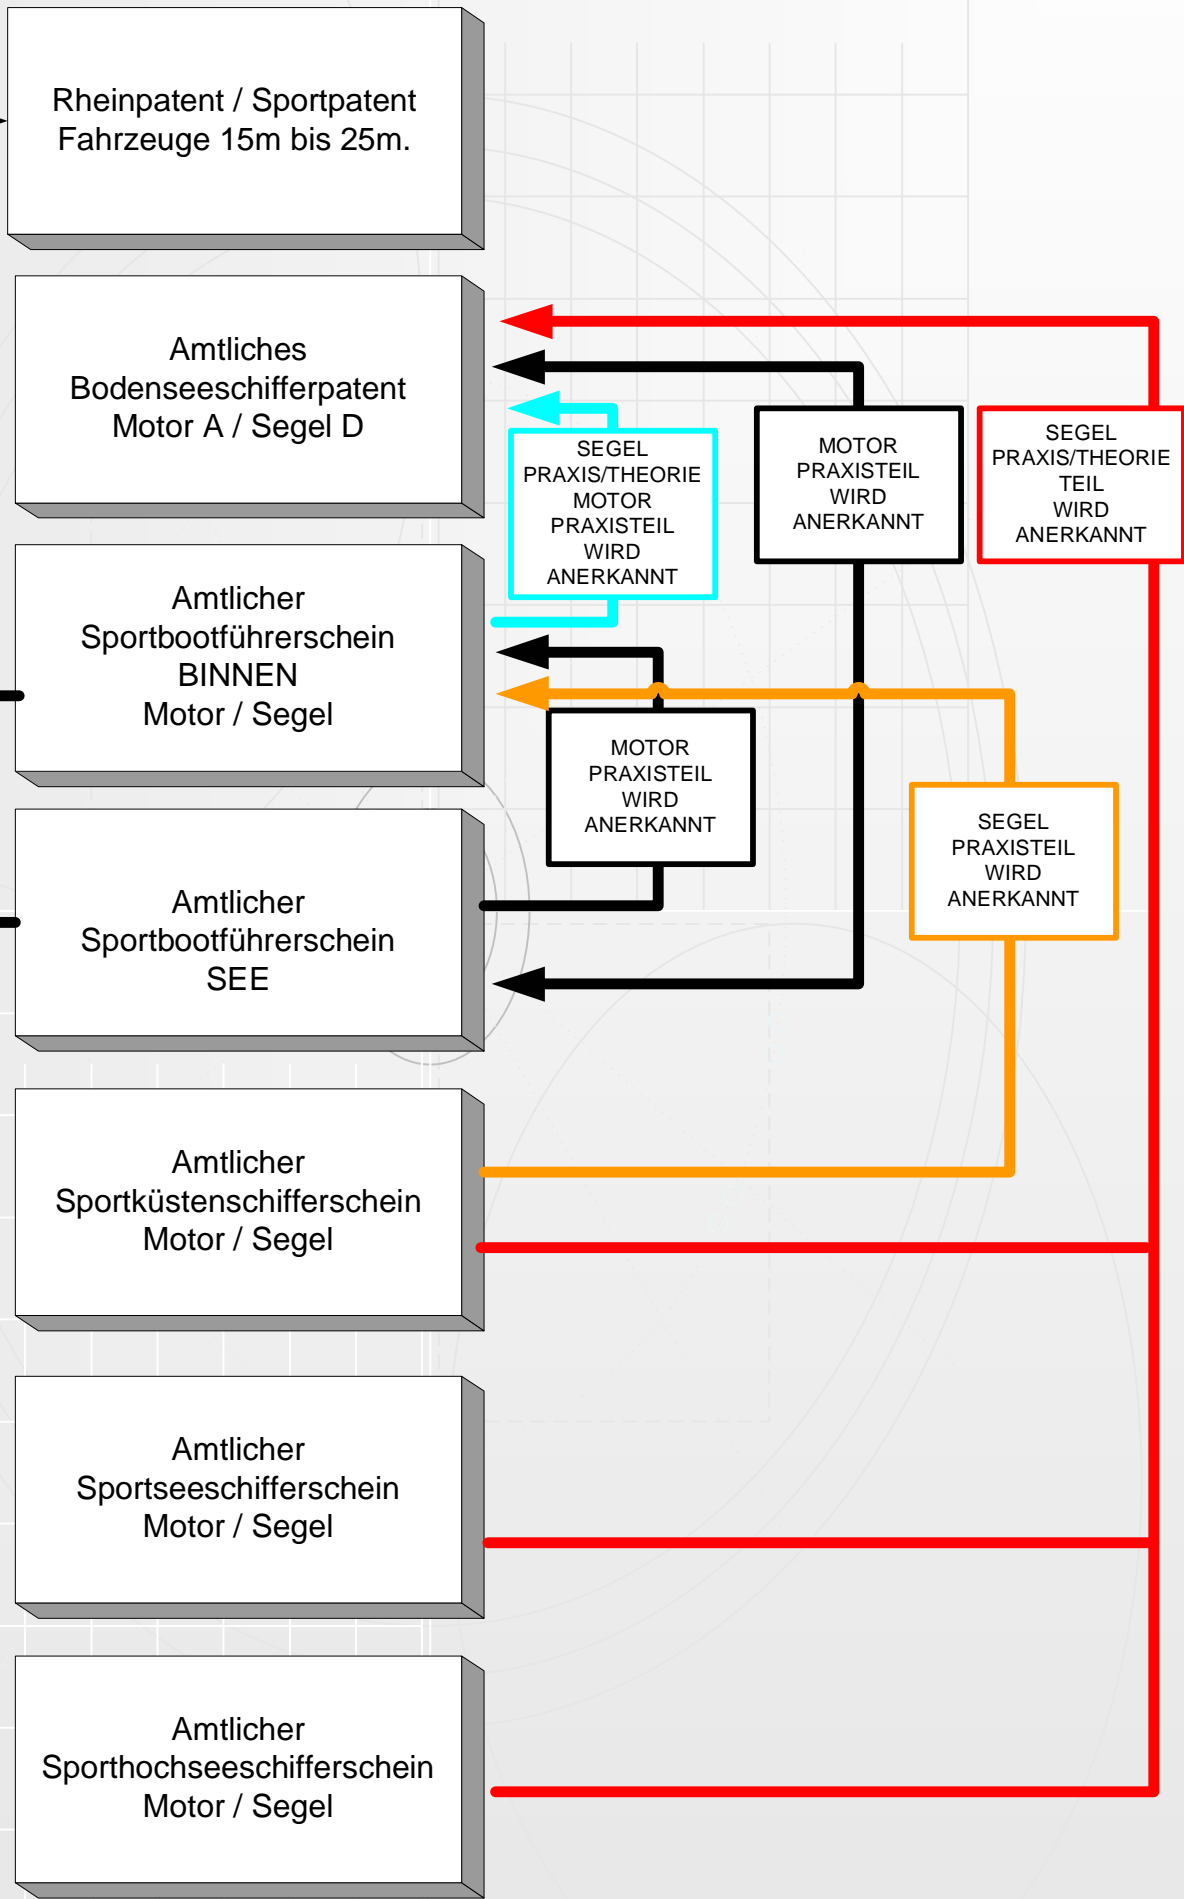 Rheinpatent / Sportpatent
Fahrzeuge 15m bis 25m.
Amtliches
Bodenseeschifferpatent
Motor A / Segel D
SEGEL
PRAXIS/THEORIE
MOTOR
PRAXISTEIL
WIRD
ANERKANNT
MOTOR
PRAXISTEIL
WIRD
ANERKANNT
SEGEL
PRAXIS/THEORIE
TEIL
WIRD
ANERKANNT
Amtlicher
Sportbootführerschein
BINNEN
Motor / Segel
MOTOR
PRAXISTEIL
WIRD
ANERKANNT
SEGEL
PRAXISTEIL
WIRD
ANERKANNT
Amtlicher
Sportbootführerschein
SEE
Amtlicher
Sportküstenschifferschein
Motor / Segel
Amtlicher
Sportseeschifferschein
Motor / Segel
Amtlicher
Sporthochseeschifferschein
Motor / Segel